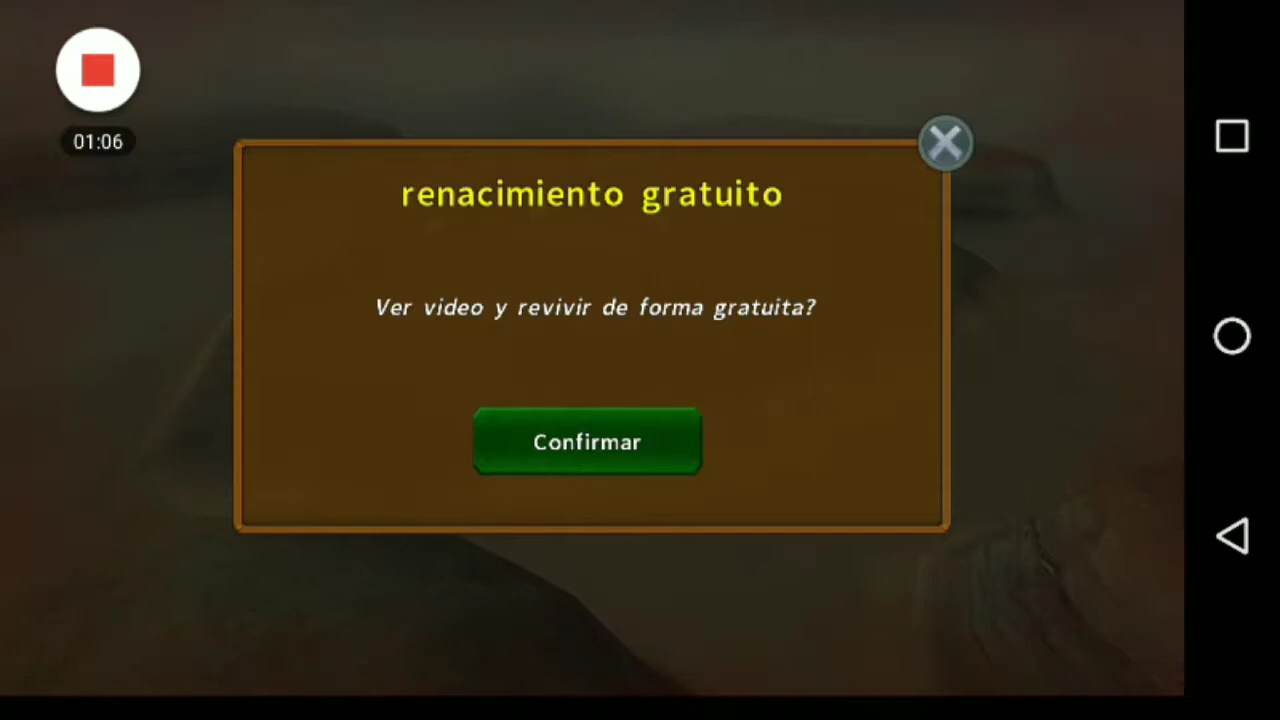 01:06
renacimiento gratuito
Ver video y revivir de forma gratuita?
Confirmar